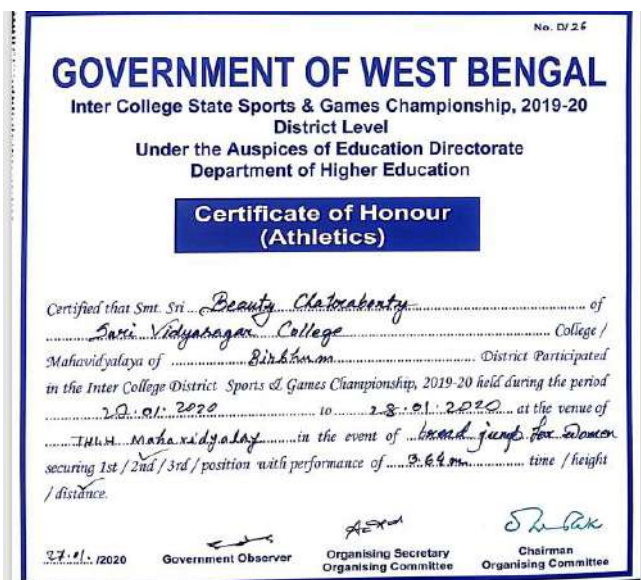 No. D/26
GOVERNMENT OF WEST BENGAL
Inter College State Sports & Games Championship, 2019-20
District Level
Under the Auspices of Education Directorate
Department of Higher Education
Certificate of Honour
(Athletics)
Certified that Smt. Sri Beauty Chakraborty of
Suri Vidyasagar College College /
Mahavidyalaya of Birbhum District Participated
in the Inter College District Sports & Games Championship, 2019-20 held during the period
to 28.01.2020 at the venue of
THLH Mahavidyalay in the event of broad jump for women
securing 1st / 2nd / 3rd / position with performance of 3.64 m time / height
/ distance.
27.01. /2020 Government Observer Organising Secretary Chairman
Organising Committee Organising Committee